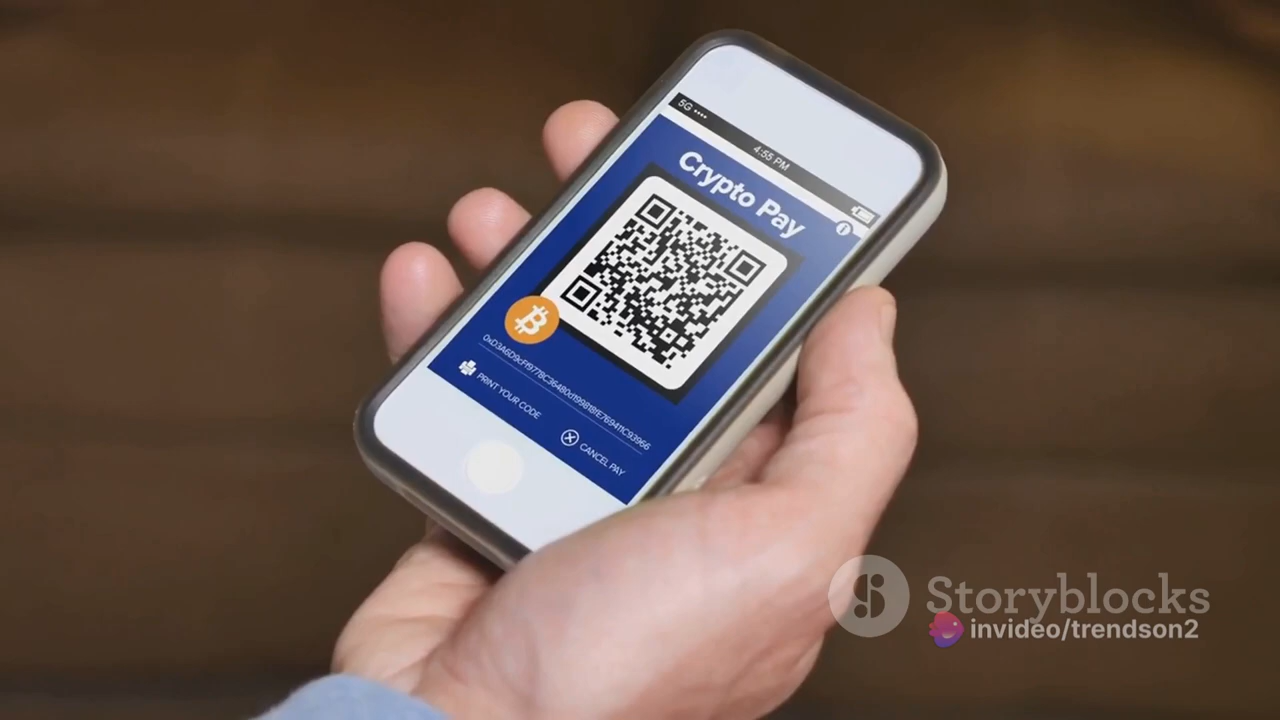 5G
4:55 PM
Crypto Pay
PRINT YOUR CODE
CANCEL PAY
Storyblocks
invideo/trendson2